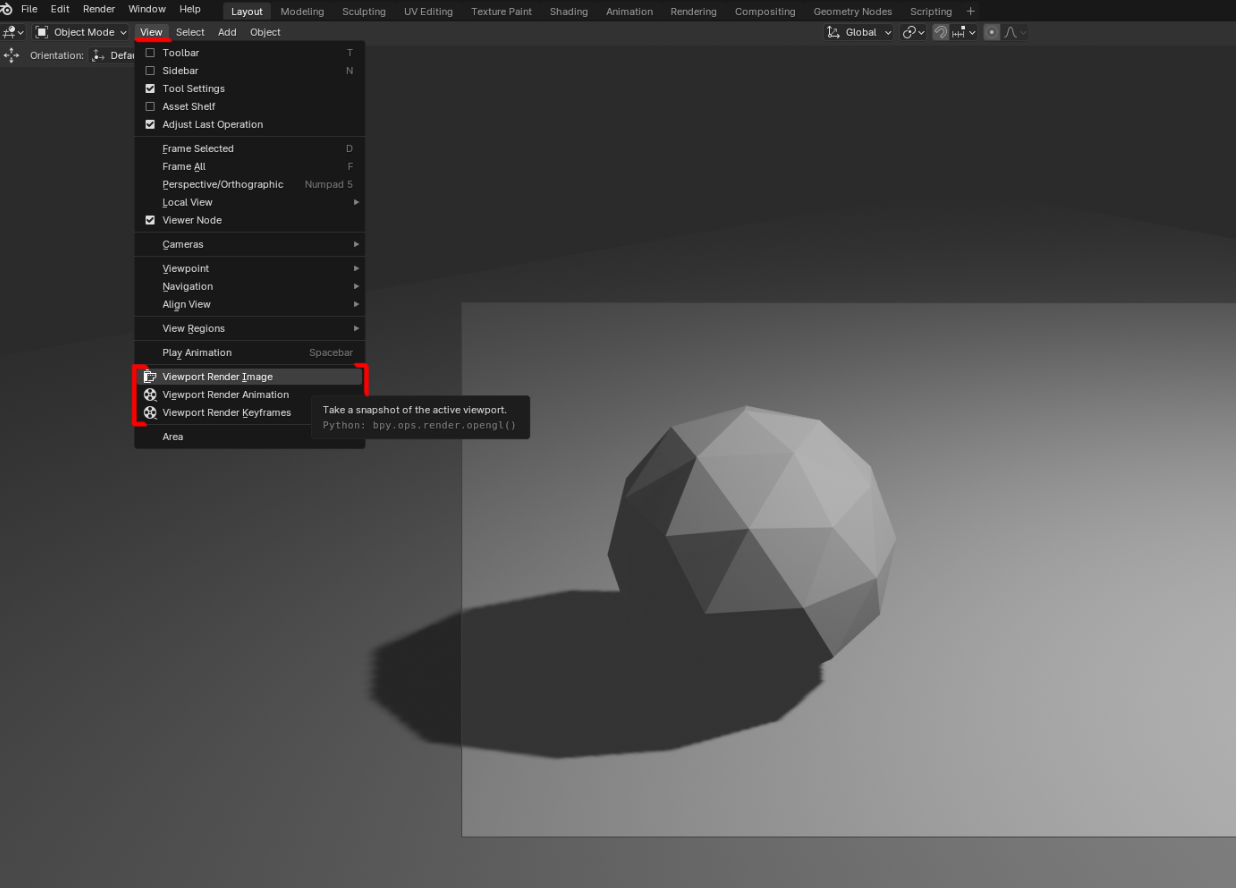 File Edit Render Window Help Layout Modeling Sculpting UV Editing Texture Paint Shading Animation Rendering Compositing Geometry Nodes Scripting +
Object Mode View Select Add Object Global
Orientation: Defau
Toolbar T
Sidebar N
Tool Settings
Asset Shelf
Adjust Last Operation
Frame Selected D
Frame All F
Perspective/Orthographic Numpad 5
Local View
Viewer Node
Cameras
Viewpoint
Navigation
Align View
View Regions
Play Animation Spacebar
Viewport Render Image
Viewport Render Animation
Viewport Render Keyframes
Take a snapshot of the active viewport.
Python: bpy.ops.render.opengl()
Area